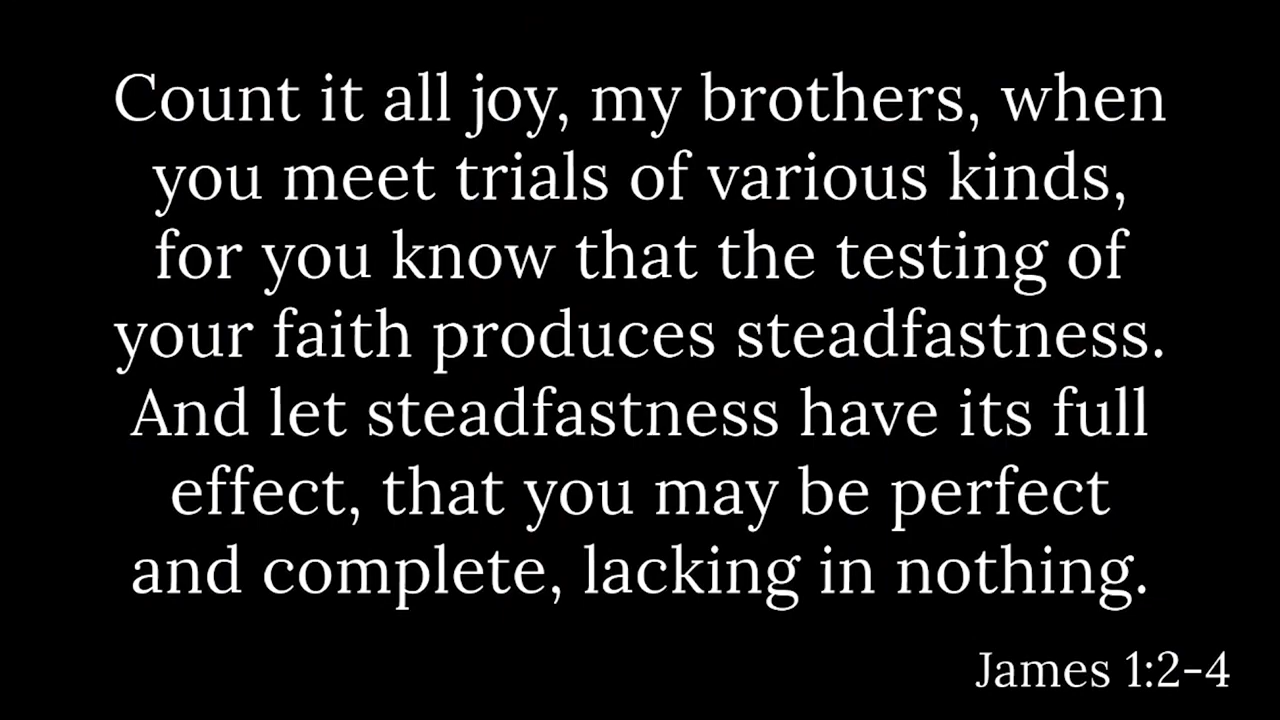 Count it all joy, my brothers, when
you meet trials of various kinds,
for you know that the testing of
your faith produces steadfastness.
And let steadfastness have its full
effect, that you may be perfect
and complete, lacking in nothing.
James 1:2-4